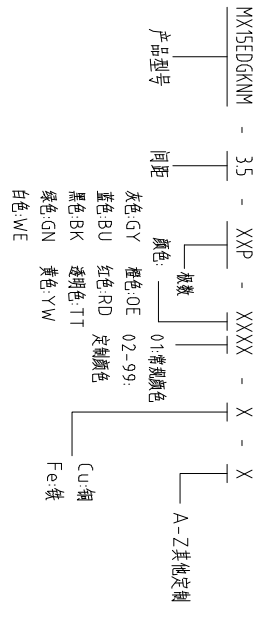 MX15EDGKNM - 3.5 - XXP - XXXX - X - X
产品型号
间距
极数
颜色:
灰色:GY 橙色:OE
蓝色:BU 红色:RD
黑色:BK 透明色:TT
绿色:GN 黄色:YW
白色:WE
01:常规颜色
02-99:
定制颜色
Cu:铜
Fe:铁
A-Z其他定制